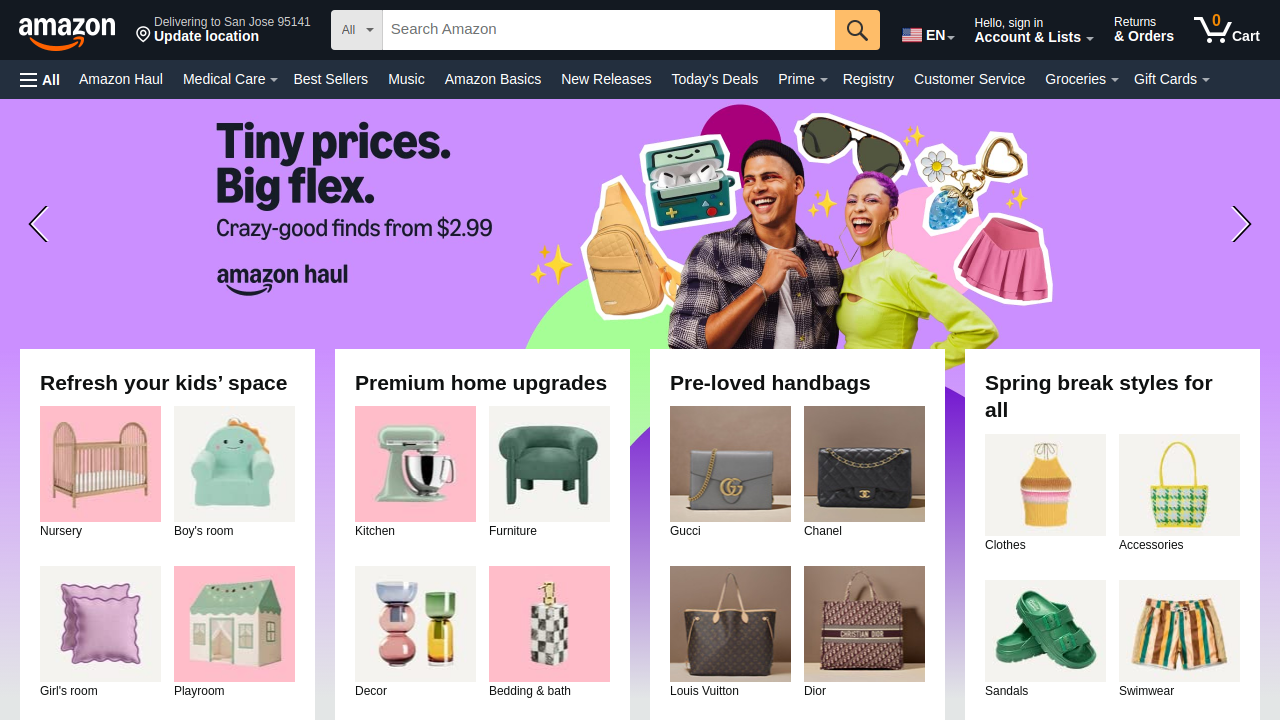 amazon
Delivering to San Jose 95141
Update location
All
Search Amazon
EN
Hello, sign in
Account & Lists
Returns
& Orders
0
Cart
All
Amazon Haul
Medical Care
Best Sellers
Music
Amazon Basics
New Releases
Today's Deals
Prime
Registry
Customer Service
Groceries
Gift Cards
Tiny prices.
Big flex.
Crazy-good finds from $2.99
amazon haul
Refresh your kids’ space
Nursery
Boy's room
Girl's room
Playroom
Premium home upgrades
Kitchen
Furniture
Decor
Bedding & bath
Pre-loved handbags
Gucci
Chanel
Louis Vuitton
CHRISTIAN DIOR
Dior
Spring break styles for
all
Clothes
Accessories
Sandals
Swimwear